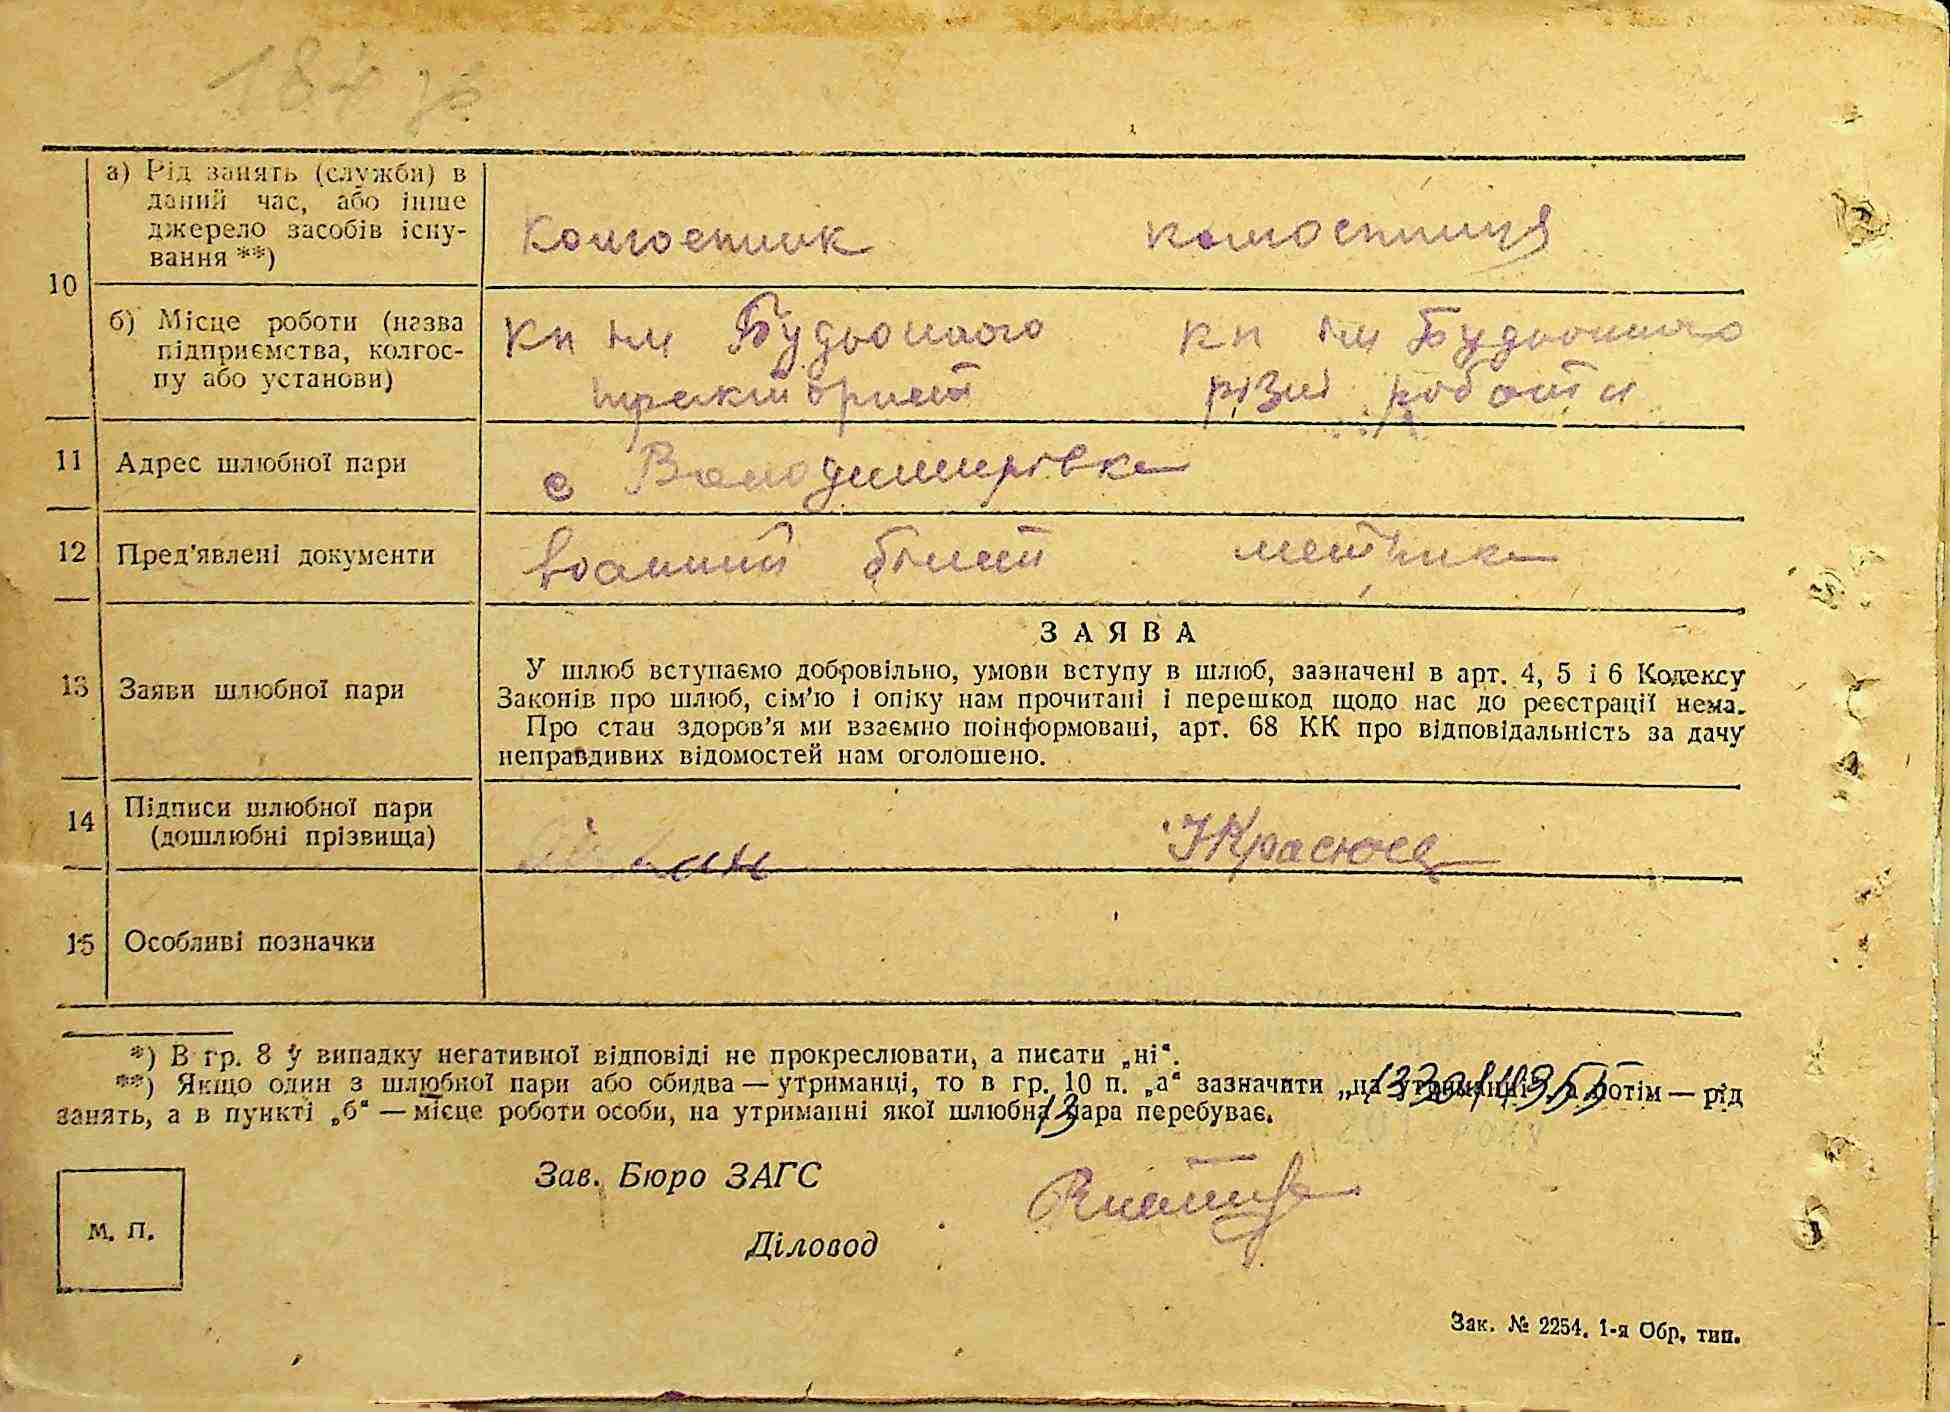 10
а) Рід занять (служби) в
даний час, або інше
джерело засобів існу-
вання **)
Колгоспник колгоспниця
б) Місце роботи (назва
підприємства, колгос-
пу або установи)
кп їм Будьонного кп їм Будьонного
тракторист різні роботи
11 Адрес шлюбної пари
с Володимирівка
12 Пред'явлені документи
воєнний білет метрика
13 Заяви шлюбної пари
ЗАЯВА
У шлюб вступаємо добровільно, умови вступу в шлюб, зазначені в арт. 4, 5 і 6 Кодексу
Законів про шлюб, сім'ю і опіку нам прочитані і перешкод щодо нас до реєстрації нема.
Про стан здоров'я ми взаємно поінформовані, арт. 68 КК про відповідальність за дачу
неправдивих відомостей нам оголошено.
14 Підписи шлюбної пари
(дошлюбні прізвища)
15 Особливі позначки
*) В гр. 8 у випадку негативної відповіді не прокреслювати, а писати „ні“.
**) Якщо один з шлюбної пари або обидва — утриманці, то в гр. 10 п. „а“ зазначити „на утриманні“, а потім — рід
занять, а в пункті „б“ — місце роботи особи, на утриманні якої шлюбна пара перебуває.
13
Зав. Бюро ЗАГС
Діловод
М. П.
Зак. № 2254. 1-я Обр. тип.